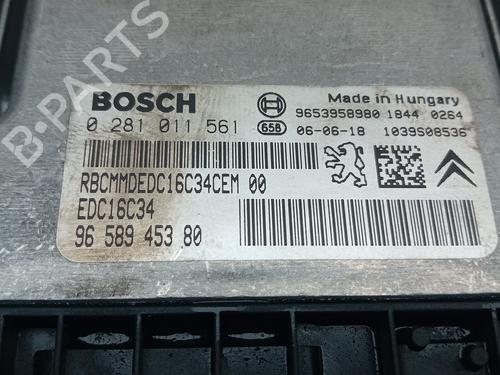 B-PARTS
BOSCH
0 281 011 561
658
Made in Hungary
9653958980 1844 0264
06-06-18 1039S08536
RBCMMDEDC16C34CEM 00
EDC16C34
96 589 453 80